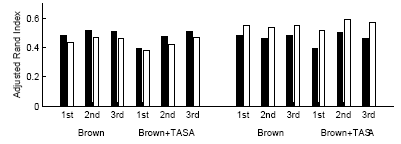 Adjusted Rand Index
0.6
0.4
0.2
0
1st 2nd 3rd 1st 2nd 3rd 1st 2nd 3rd 1st 2nd 3rd
Brown Brown+TASA Brown Brown+TASA